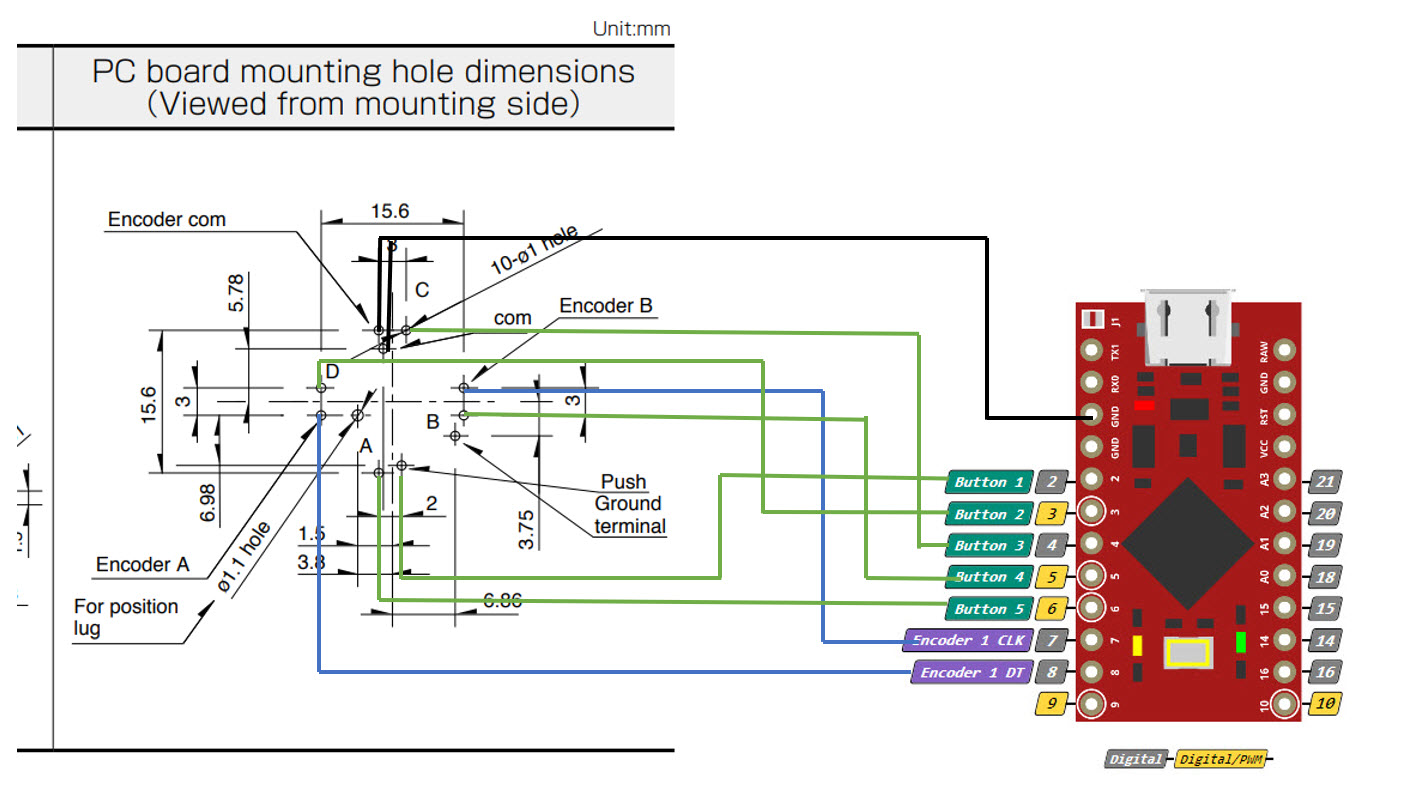 Unit:mm
PC board mounting hole dimensions
(Viewed from mounting side)
15.6
Encoder com
3
10-ø1 hole
5.78
C
Encoder B
com
D
15.6
3
3
B
A
6.98
Push
Ground
terminal
2
3.75
1.5
3.8
ø1.1 hole
Encoder A
6.86
For position
lug
J1
TX1
RX0
GND
GND
2
3
4
5
6
7
8
9
RAW
GND
RST
VCC
A3
A2
A1
A0
15
14
16
10
Button 1 2
Button 2 3
Button 3 4
Button 4 5
Button 5 6
Encoder 1 CLK 7
Encoder 1 DT 8
9
21
20
19
18
15
14
16
10
Digital Digital/PWM